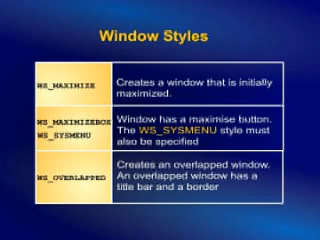 Window Styles
WS_MAXIMIZE
Creates a window that is initially
maximized.
WS_MAXIMIZEBOX
WS_SYSMENU
Window has a maximise button.
The WS_SYSMENU style must
also be specified
WS_OVERLAPPED
Creates an overlapped window.
An overlapped window has a
title bar and a border